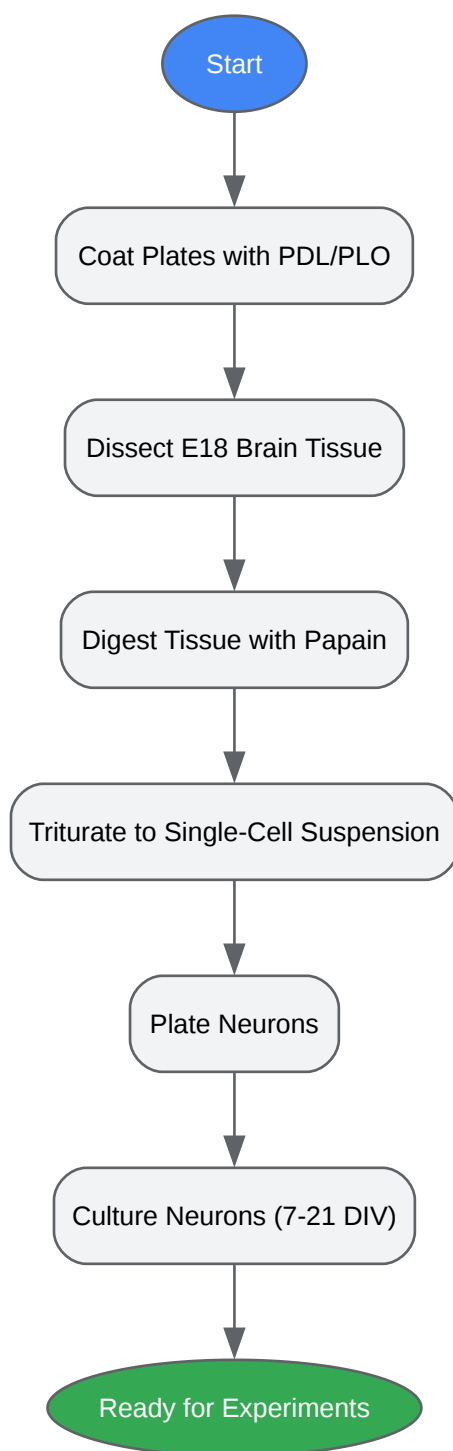 Start
Coat Plates with PDL/PLO
Dissect E18 Brain Tissue
Digest Tissue with Papain
Triturate to Single-Cell Suspension
Plate Neurons
Culture Neurons (7-21 DIV)
Ready for Experiments